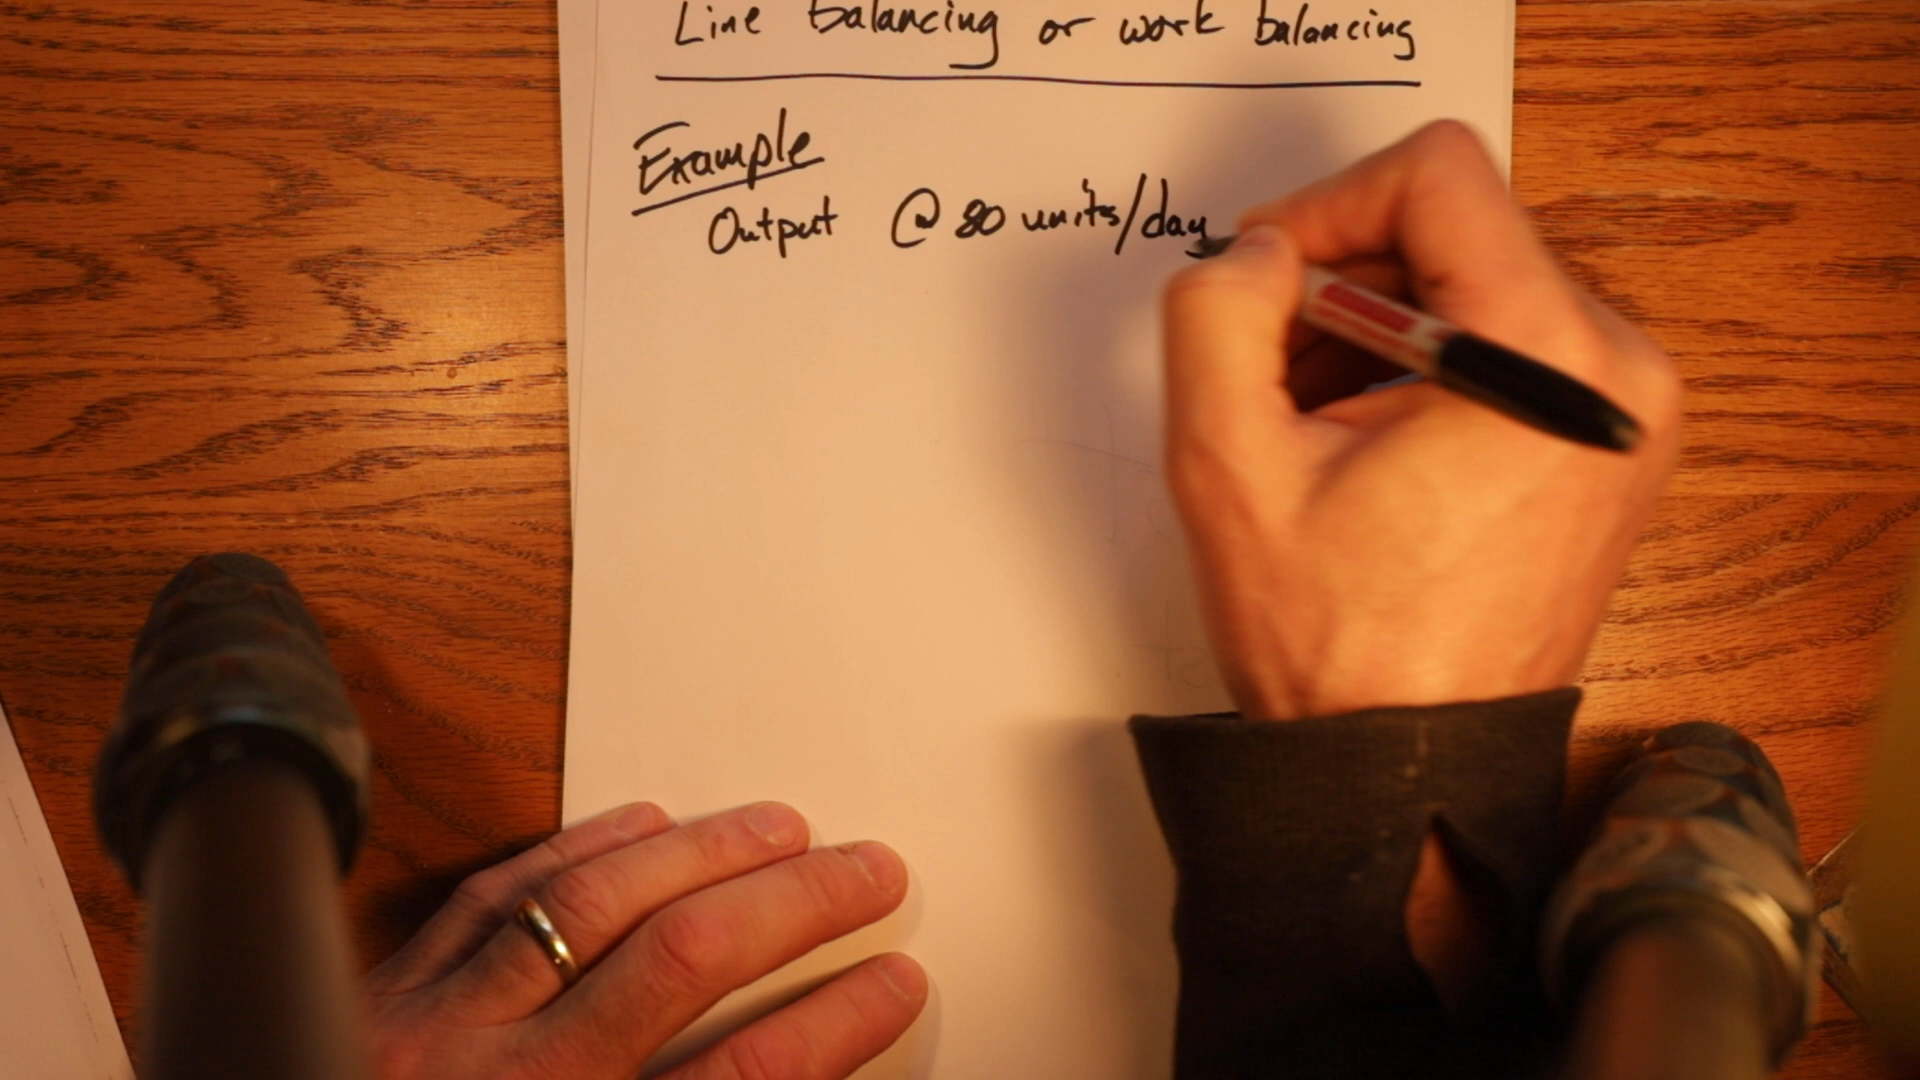 Line balancing or work balancing
Example
Output @ 80 units/day